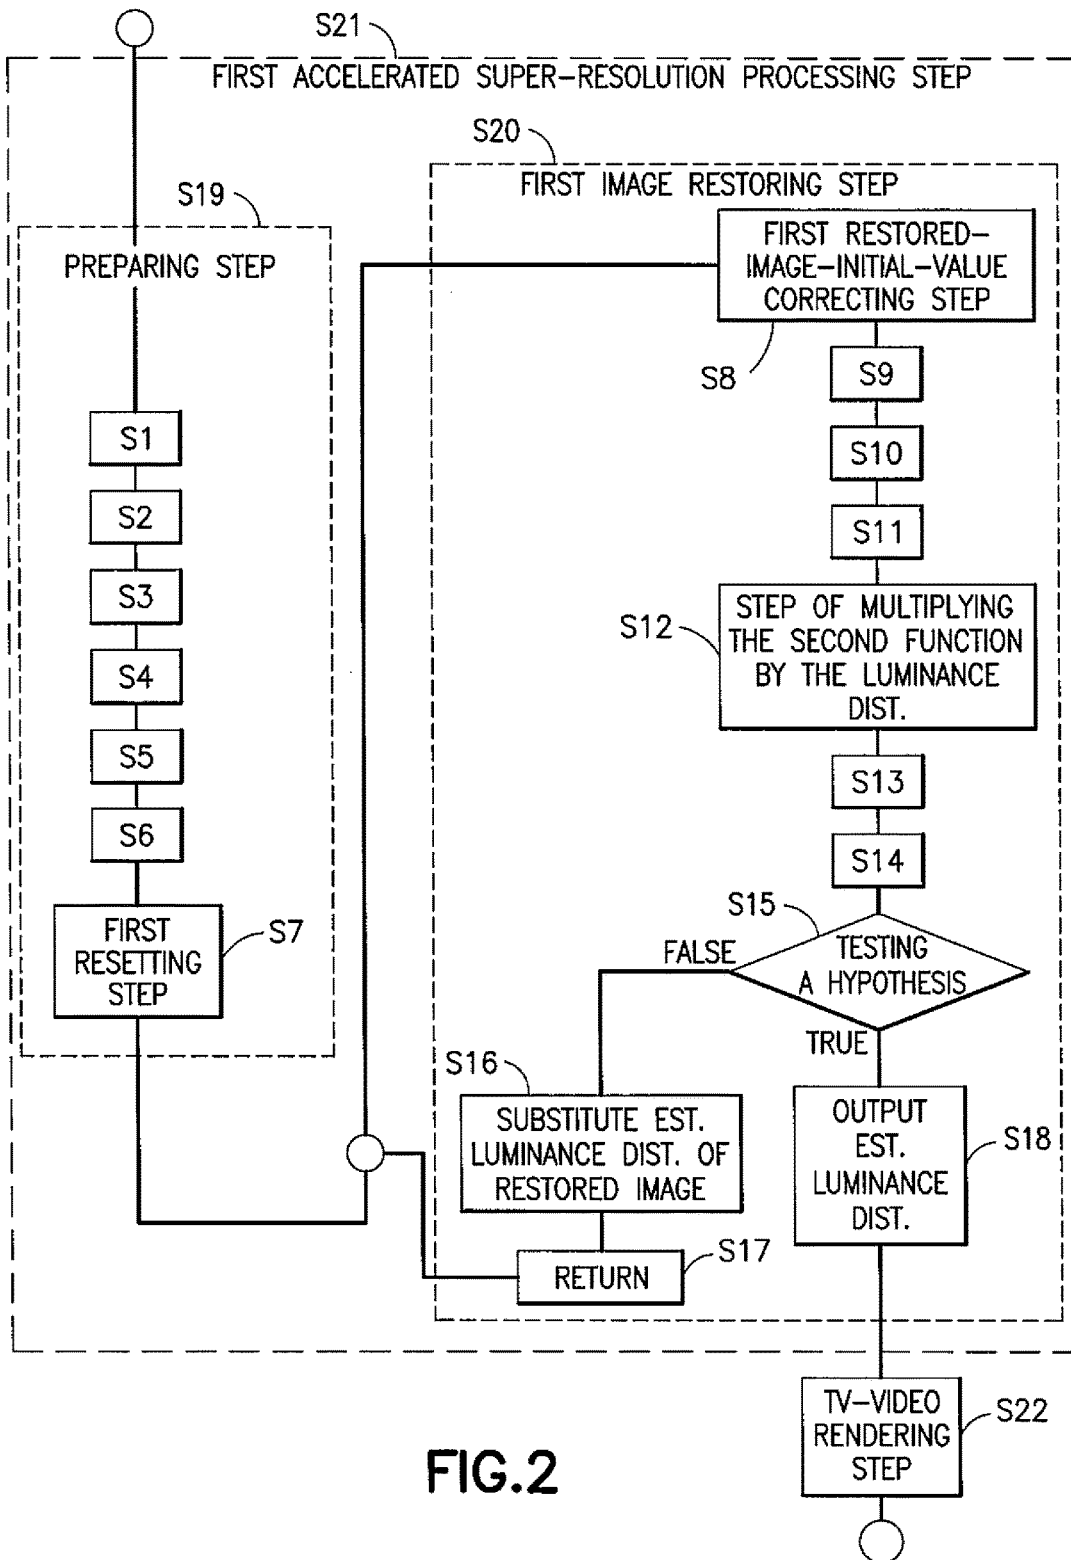 S21
FIRST ACCELERATED SUPER-RESOLUTION PROCESSING STEP
S19
PREPARING STEP
S1
S2
S3
S4
S5
S6
FIRST
RESETTING
STEP
S7
S20
FIRST IMAGE RESTORING STEP
FIRST RESTORED-
IMAGE-INITIAL-VALUE
CORRECTING STEP
S8
S9
S10
S11
S12
STEP OF MULTIPLYING
THE SECOND FUNCTION
BY THE LUMINANCE
DIST.
S13
S14
S15
TESTING
A HYPOTHESIS
FALSE
TRUE
S16
SUBSTITUTE EST.
LUMINANCE DIST. OF
RESTORED IMAGE
S17
RETURN
OUTPUT
EST.
LUMINANCE
DIST.
S18
TV-VIDEO
RENDERING
STEP
S22
FIG.2